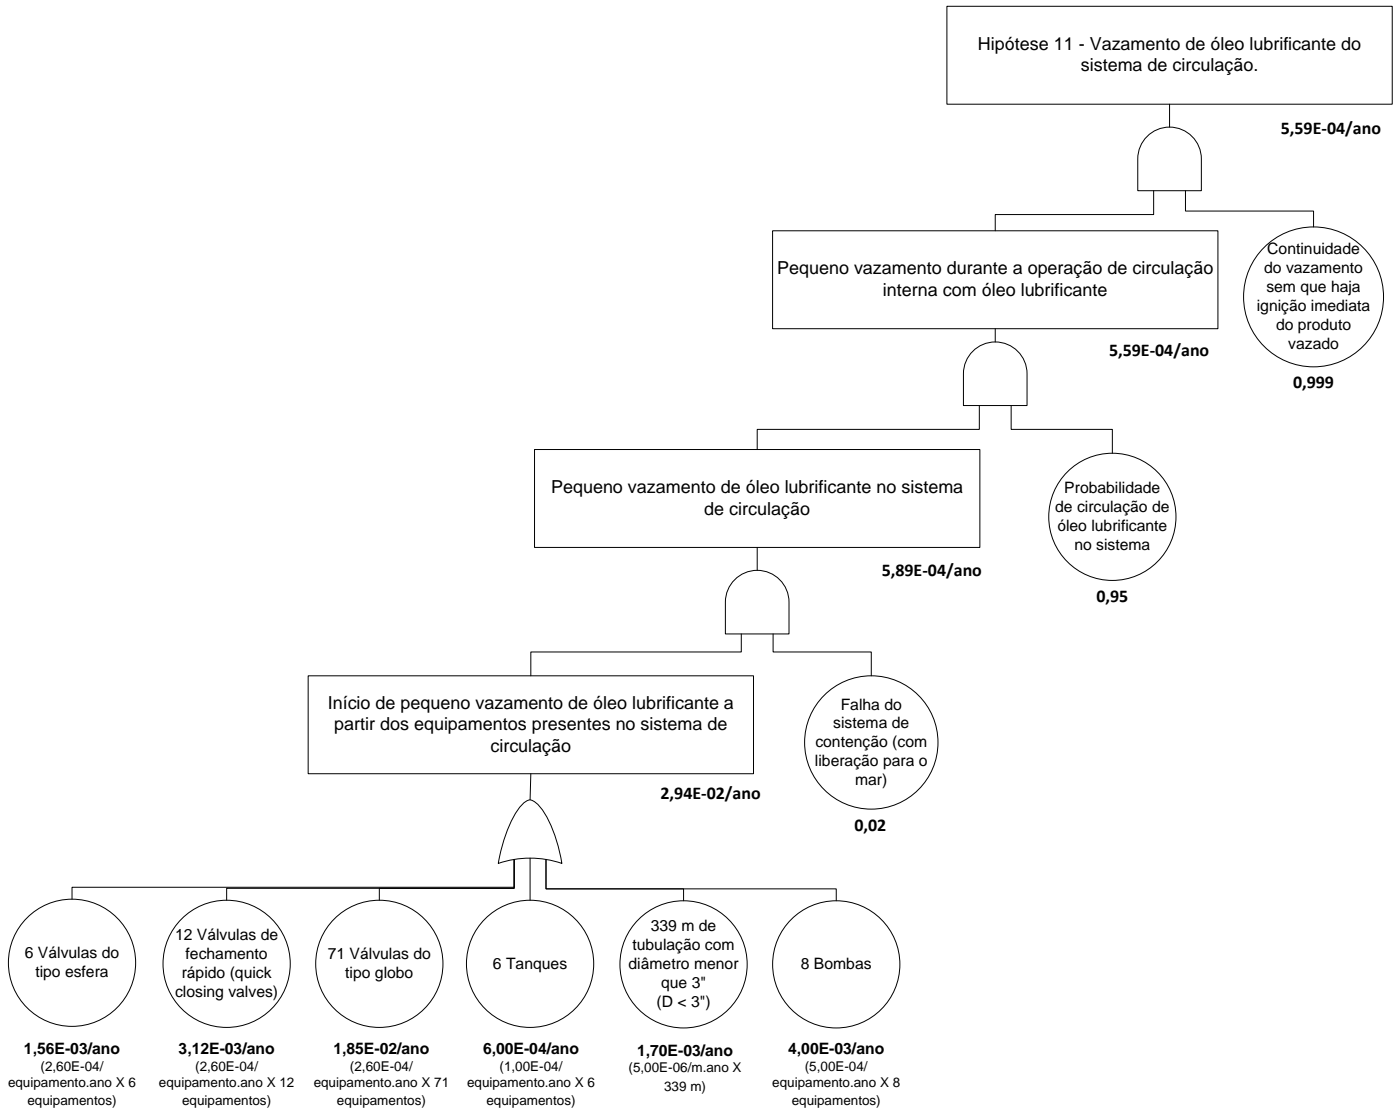 Hipótese 11 - Vazamento de óleo lubrificante do
sistema de circulação.
5,59E-04/ano
Pequeno vazamento durante a operação de circulação
interna com óleo lubrificante
5,59E-04/ano
Continuidade
do vazamento
sem que haja
ignição imediata
do produto
vazado
0,999
Pequeno vazamento de óleo lubrificante no sistema
de circulação
5,89E-04/ano
Probabilidade
de circulação de
óleo lubrificante
no sistema
0,95
Início de pequeno vazamento de óleo lubrificante a
partir dos equipamentos presentes no sistema de
circulação
2,94E-02/ano
Falha do
sistema de
contenção (com
liberação para o
mar)
0,02
6 Válvulas do
tipo esfera
1,56E-03/ano
(2,60E-04/
equipamento.ano X 6
equipamentos)
12 Válvulas de
fechamento
rápido (quick
closing valves)
3,12E-03/ano
(2,60E-04/
equipamento.ano X 12
equipamentos)
71 Válvulas do
tipo globo
1,85E-02/ano
(2,60E-04/
equipamento.ano X 71
equipamentos)
6 Tanques
6,00E-04/ano
(1,00E-04/
equipamento.ano X 6
equipamentos)
339 m de
tubulação com
diâmetro menor
que 3"
(D < 3")
1,70E-03/ano
(5,00E-06/m.ano X
339 m)
8 Bombas
4,00E-03/ano
(5,00E-04/
equipamento.ano X 8
equipamentos)